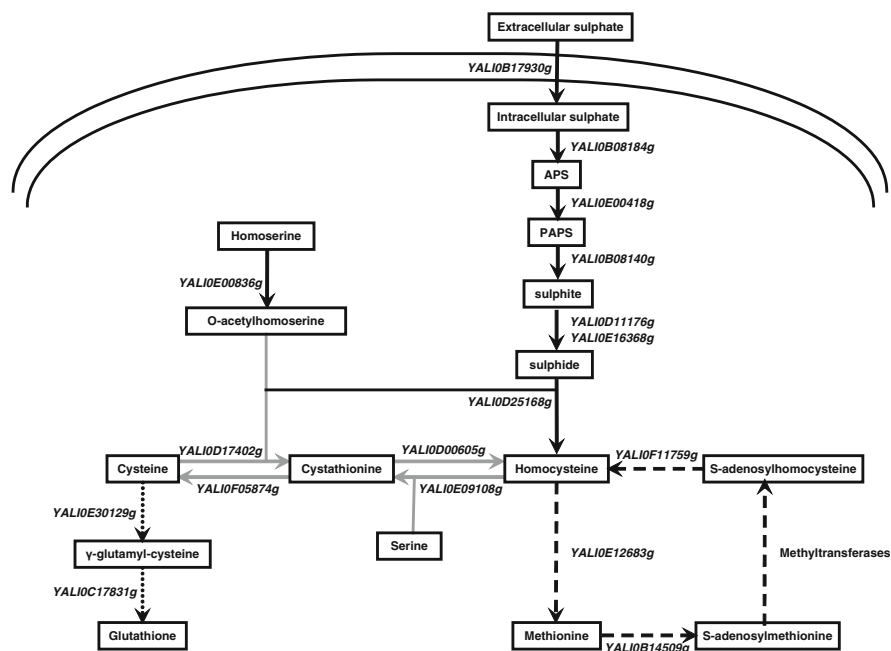 Extracellular sulphate
YALI0B17930g
Intracellular sulphate
YALI0B08184g
APS
YALI0E00418g
PAPS
Homoserine
YALI0B08140g
YALI0E00836g
sulphite
O-acetylhomoserine
YALI0D11176g
YALI0E16368g
sulphide
YALI0D25168g
YALI0D17402g
YALI0D00605g
YALI0F11759g
Cysteine
Cystathionine
Homocysteine
S-adenosylhomocysteine
YALI0F05874g
YALI0E09108g
YALI0E30129g
Serine
γ-glutamyl-cysteine
YALI0E12683g
Methyltransferases
YALI0C17831g
Glutathione
Methionine
S-adenosylmethionine
YALI0B14509g